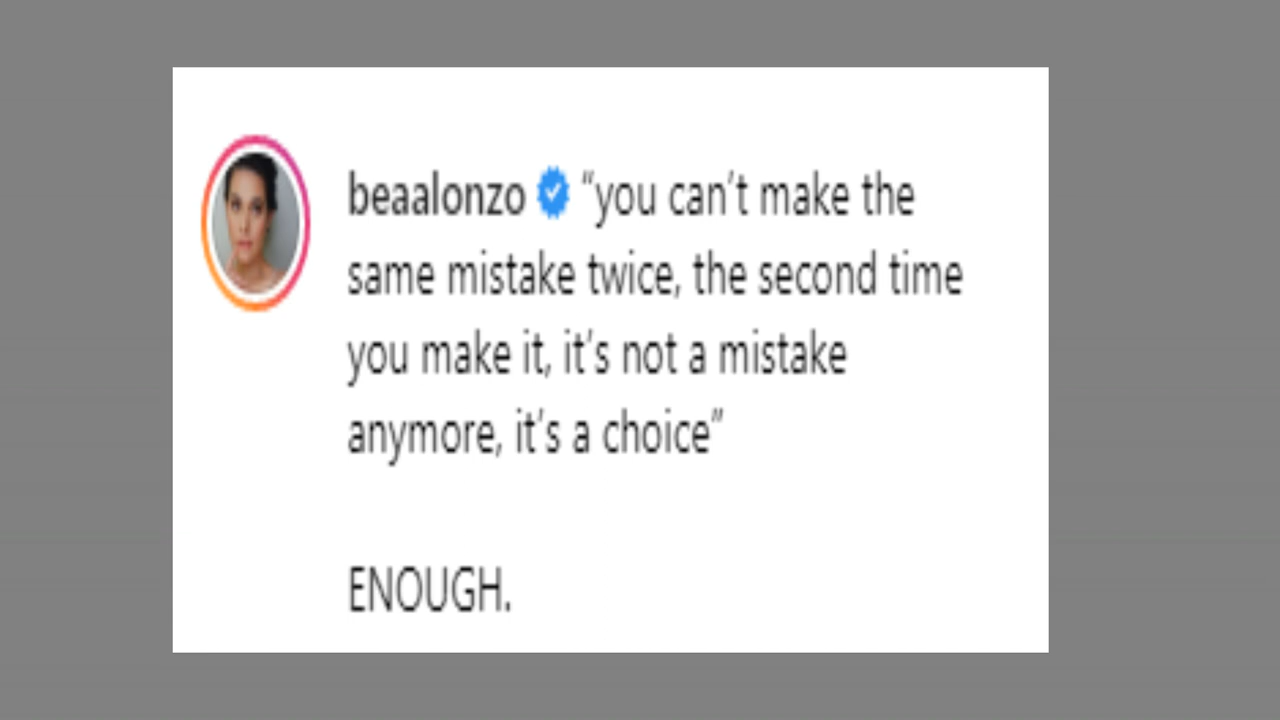 beaalonzo “you can’t make the
same mistake twice, the second time
you make it, it’s not a mistake
anymore, it’s a choice”
ENOUGH.